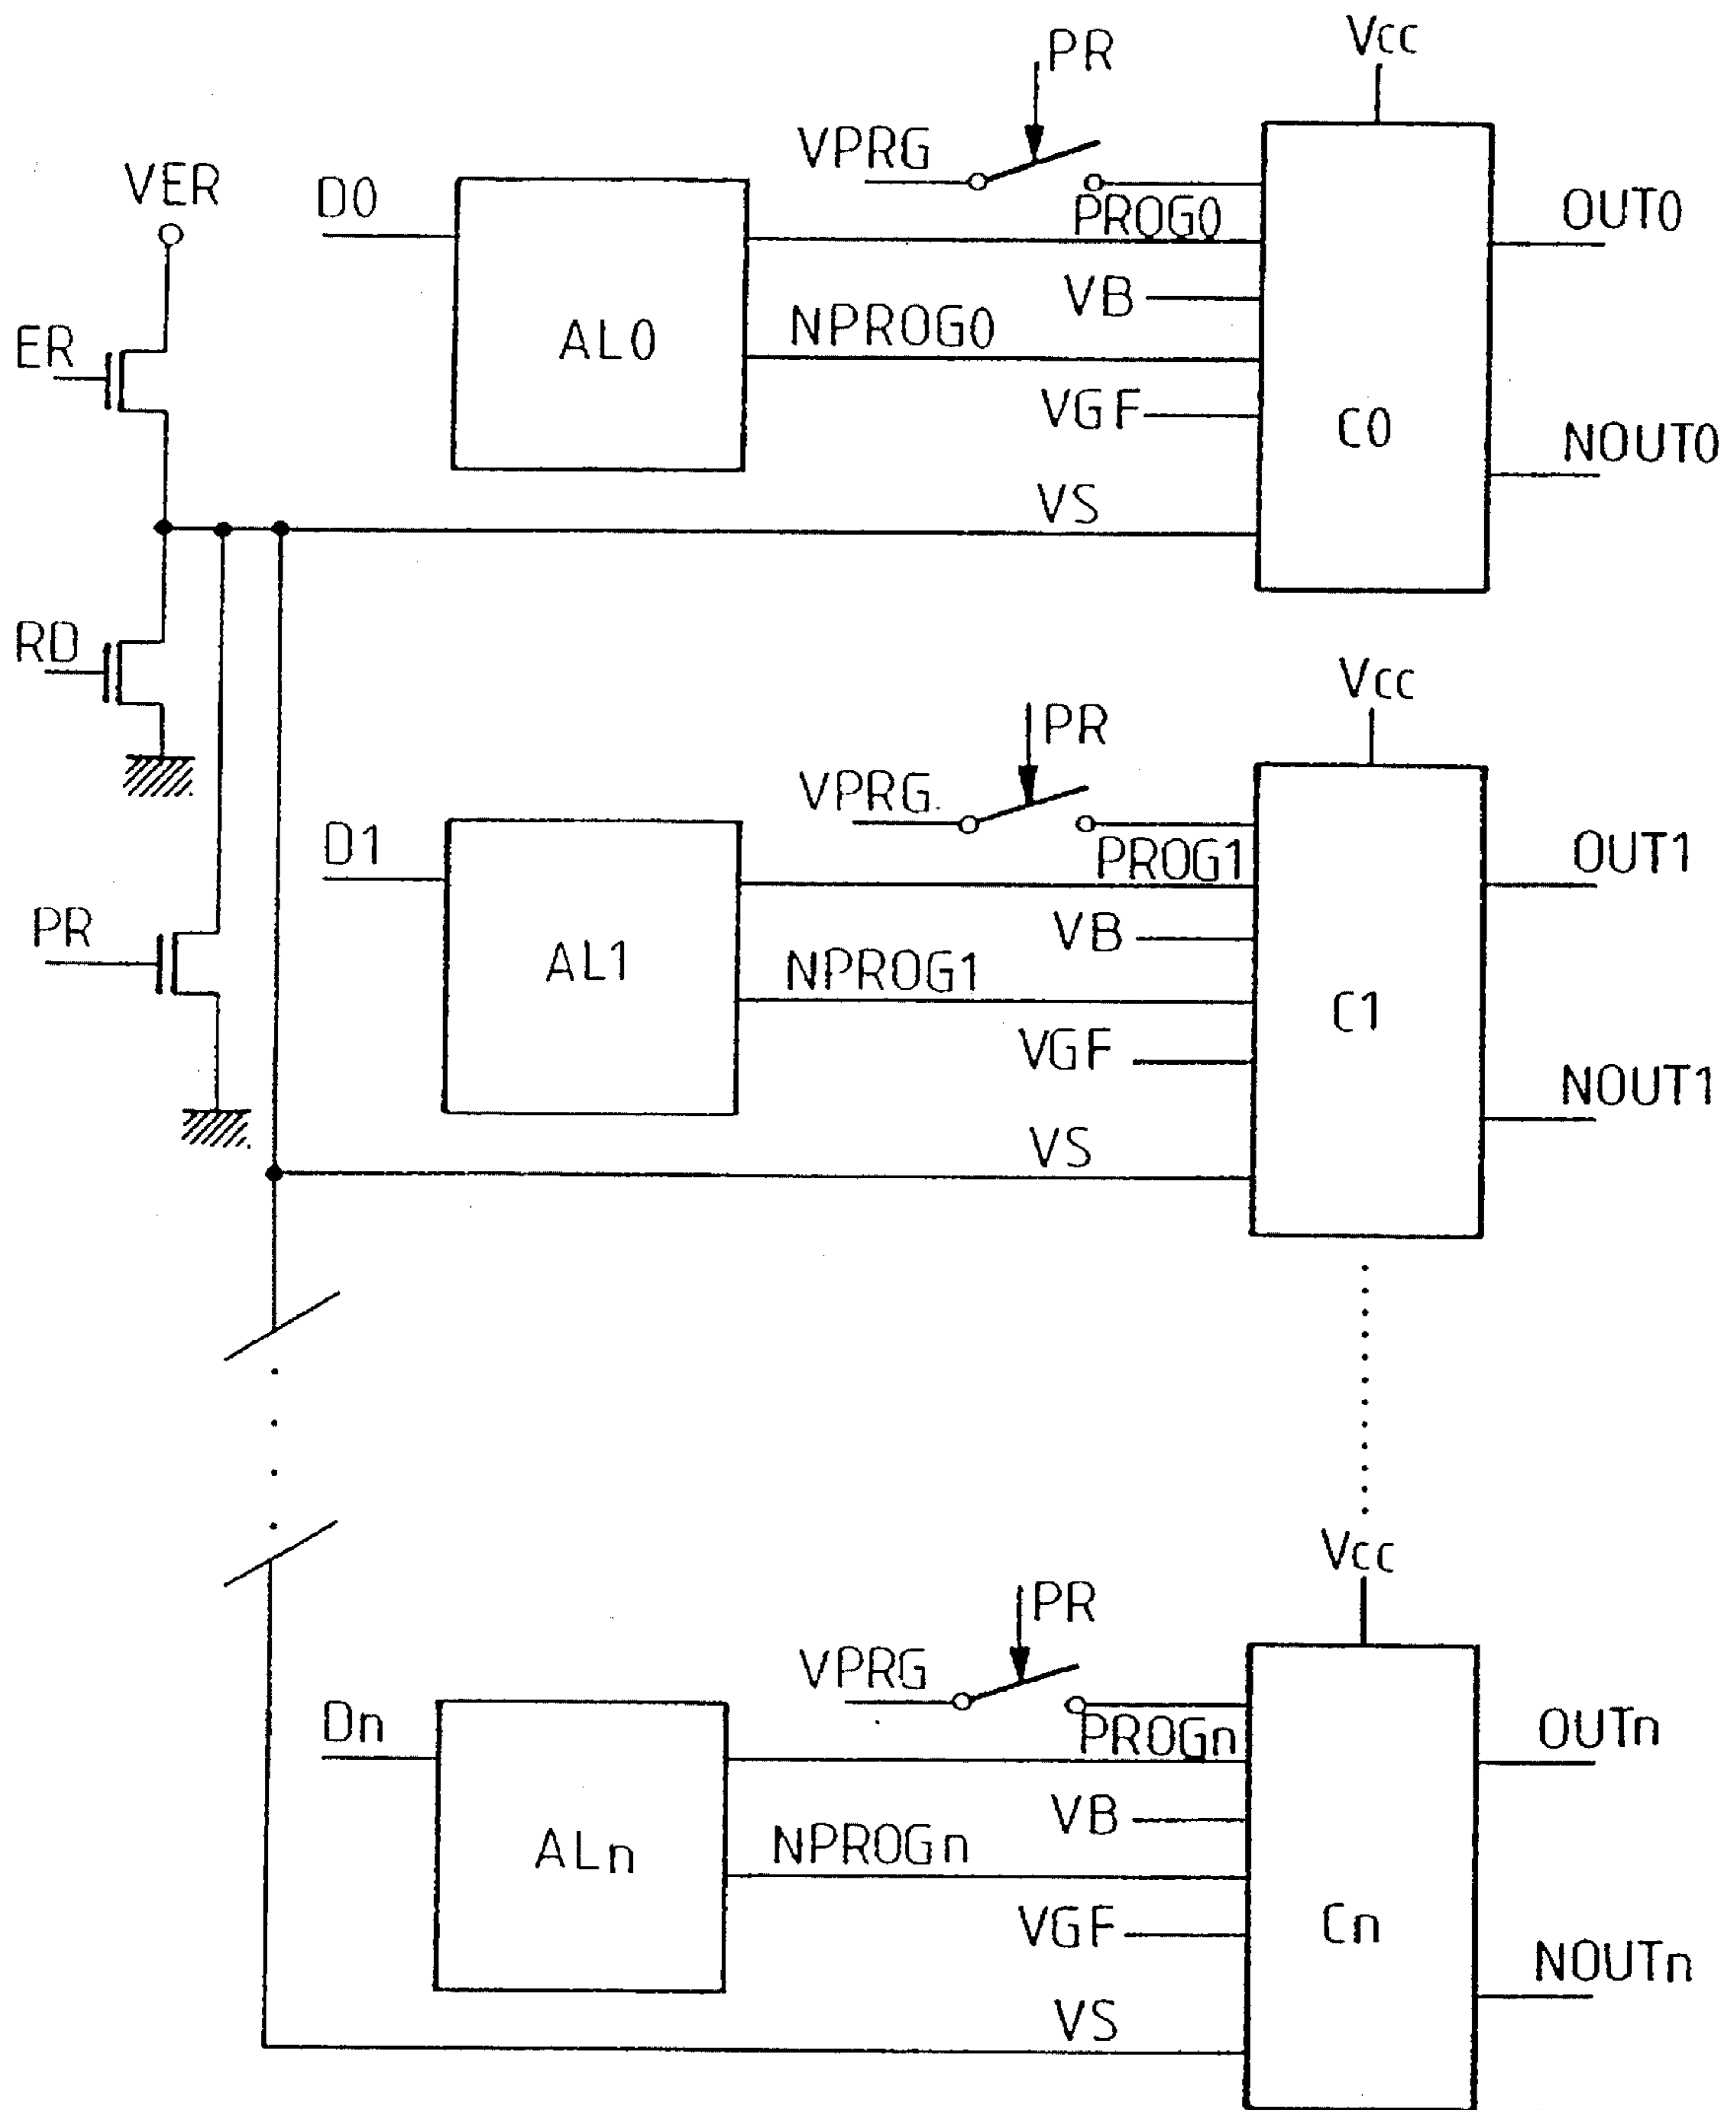 PR
Vcc
VPRG
VER
D0
PROG0
OUT0
VB
AL0
NPROG0
ER
VGF
C0
NOUT0
VS
RD
Vcc
PR
VPRG
D1
PROG1
OUT1
PR
VB
AL1
NPROG1
C1
VGF
NOUT1
VS
Vcc
PR
VPRG
Dn
PROGn
OUTn
VB
ALn
NPROGn
VGF
Cn
NOUTn
VS